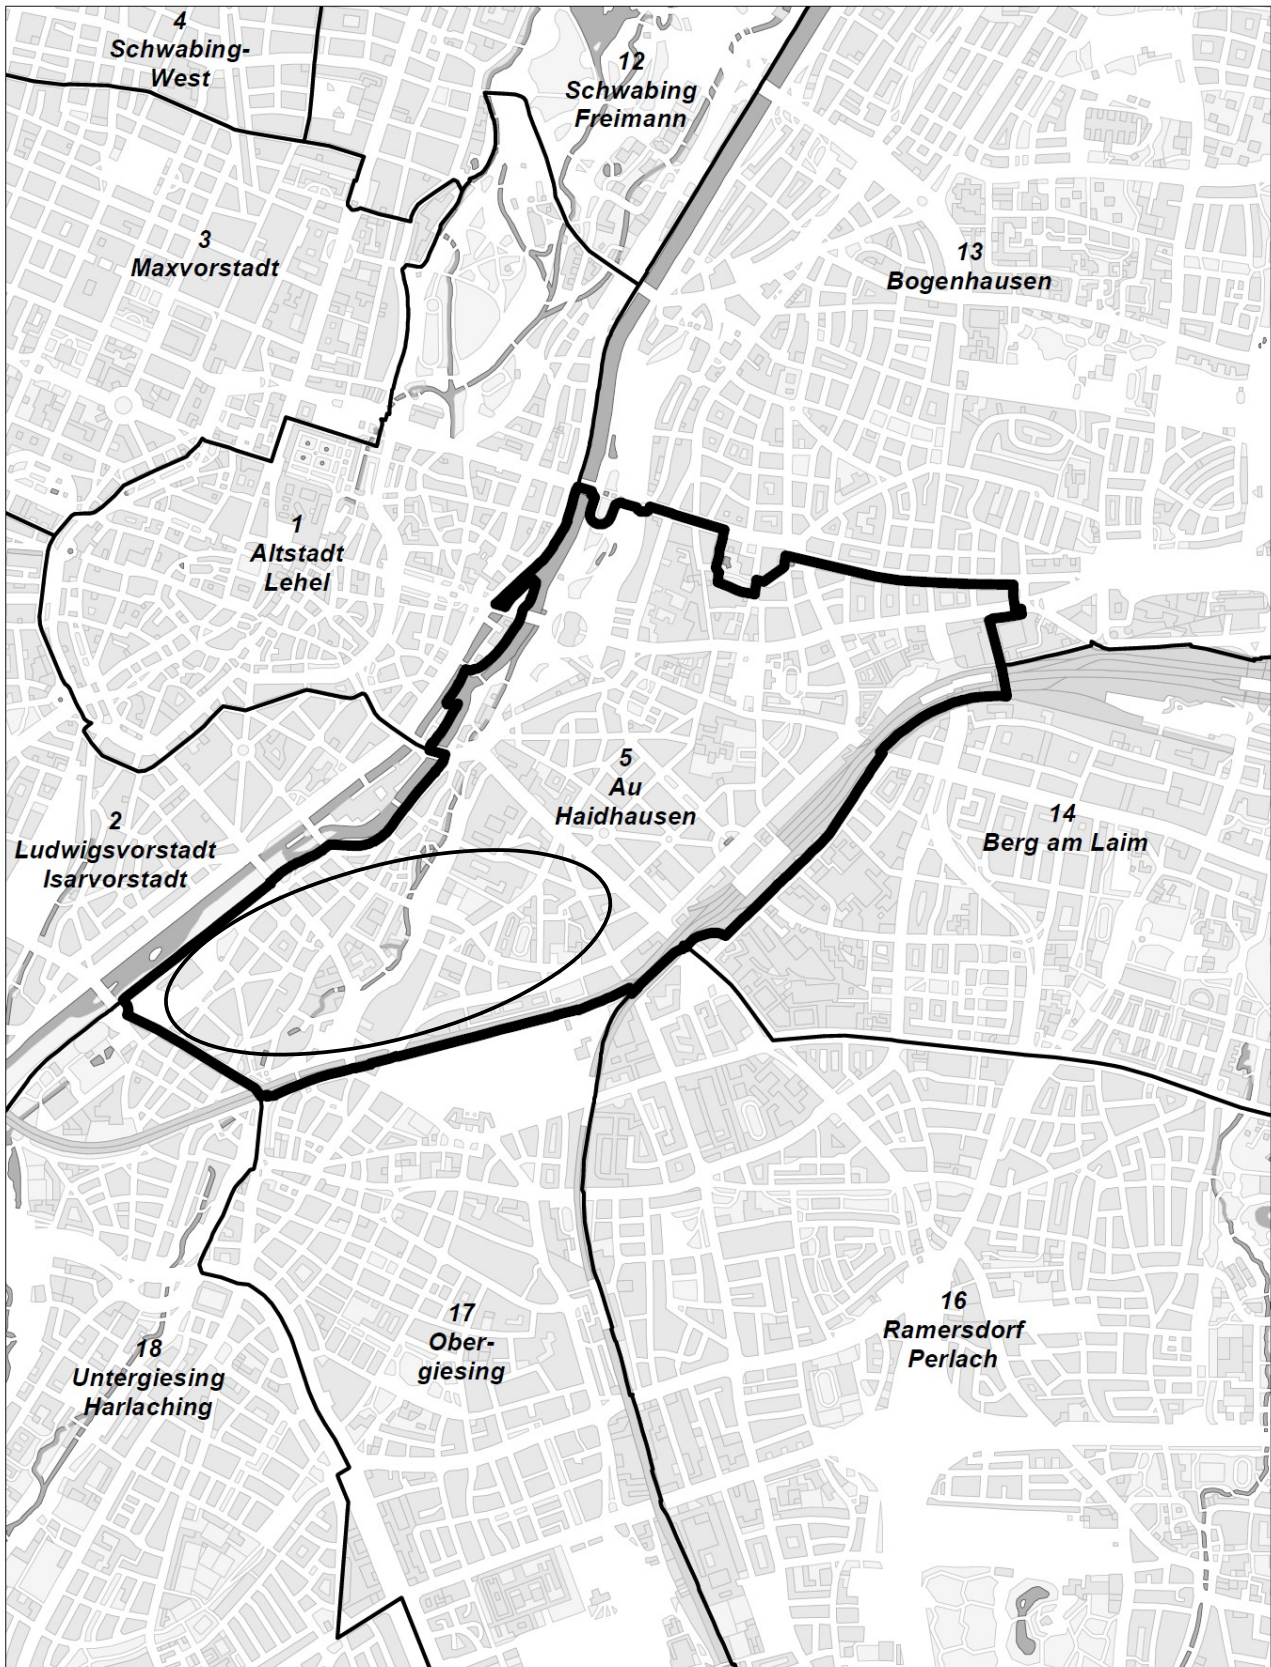 4
Schwabing-
West
12
Schwabing
Freimann
3
Maxvorstadt
13
Bogenhausen
1
Altstadt
Lehel
5
Au
Haidhausen
2
Ludwigsvorstadt
Isarvorstadt
14
Berg am Laim
17
Ober-
giesing
16
Ramersdorf
Perlach
18
Untergiesing
Harlaching